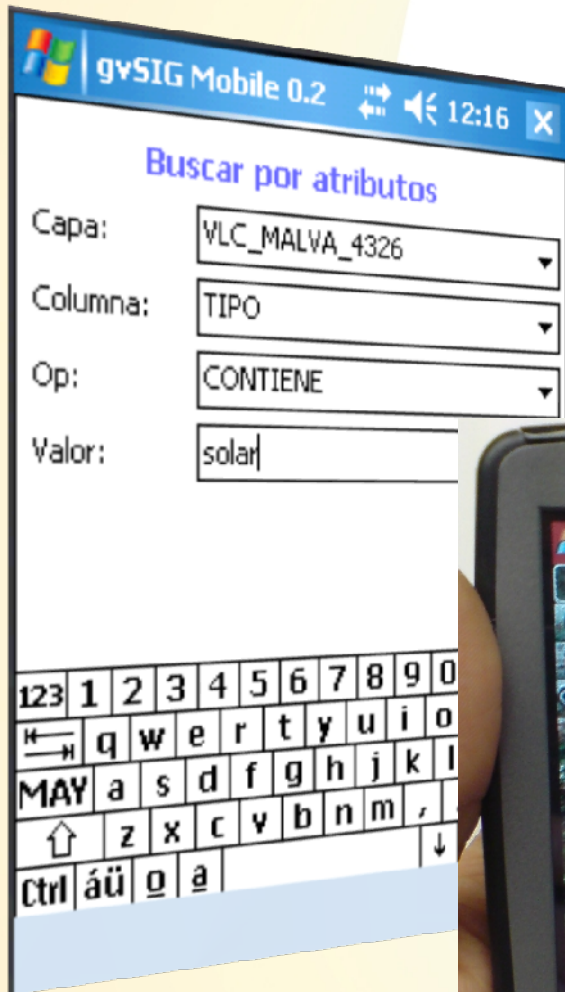 gvSIG Mobile 0.2 12:16 X
Buscar por atributos
Capa: VLC_MALVA_4326
Columna: TIPO
Op: CONTIENE
Valor: solar
123 1 2 3 4 5 6 7 8 9 0
q w e r t y u i o
MAY a s d f g h j k l
z x c v b n m ,
Ctrl áü º ª